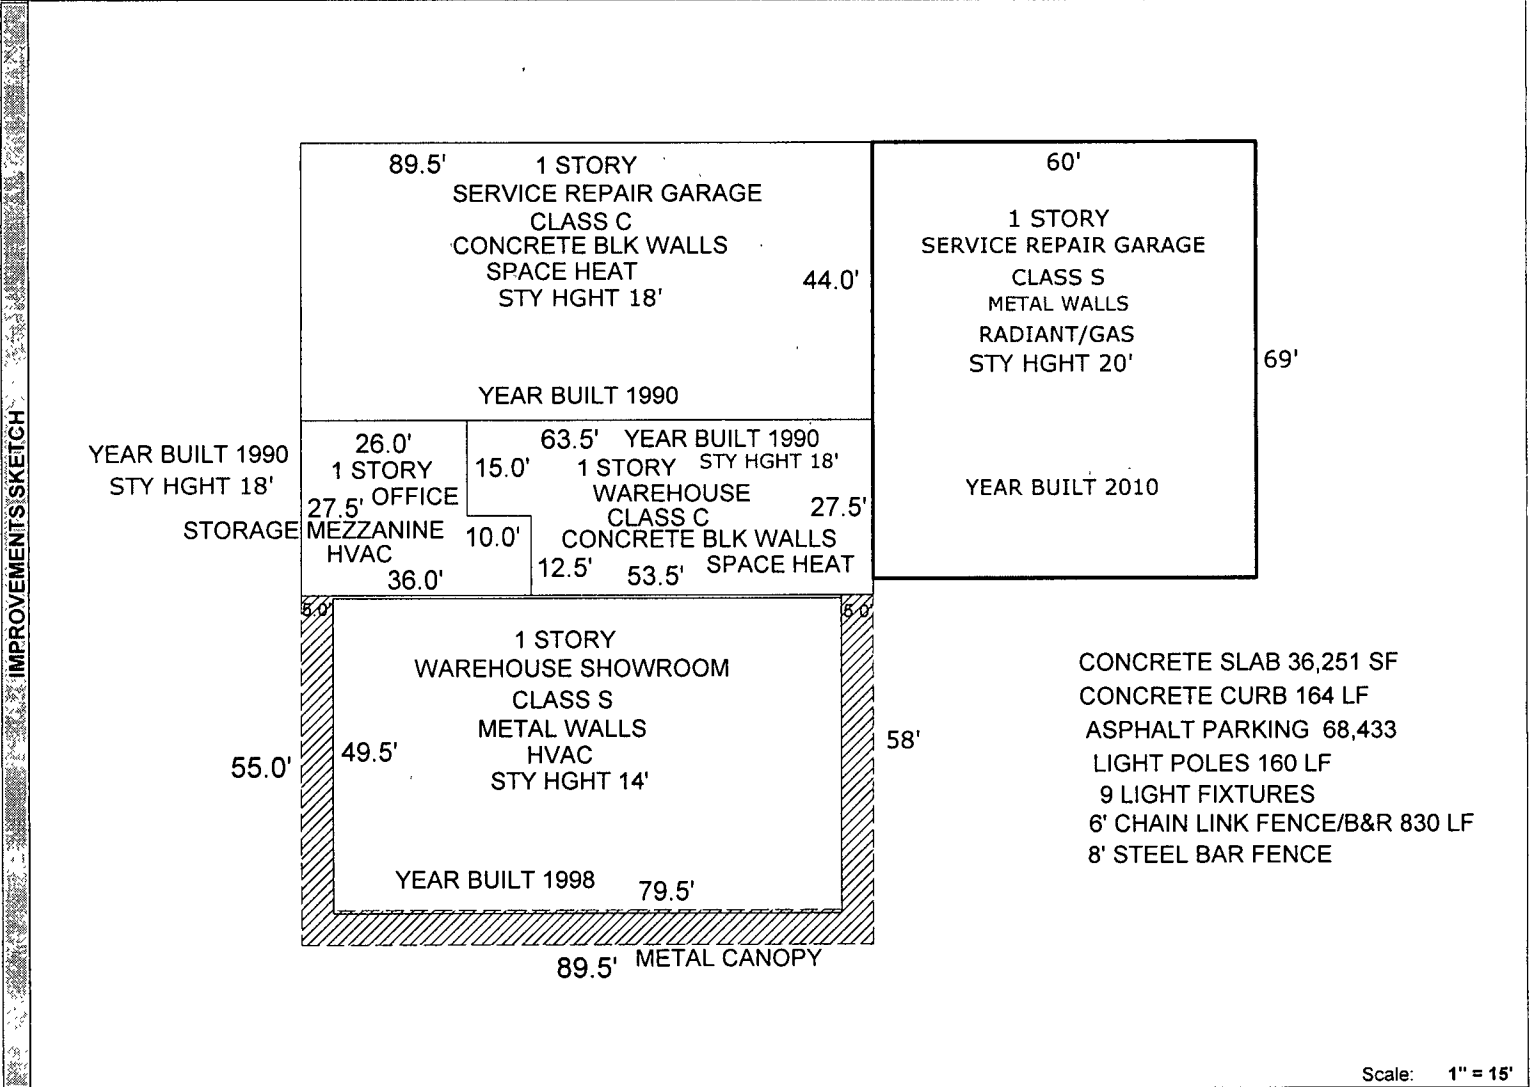 IMPROVEMENTS SKETCH
89.5' 1 STORY
SERVICE REPAIR GARAGE
CLASS C
CONCRETE BLK WALLS
SPACE HEAT
STY HGHT 18'
44.0'
YEAR BUILT 1990
60'
1 STORY
SERVICE REPAIR GARAGE
CLASS S
METAL WALLS
RADIANT/GAS
STY HGHT 20'
69'
YEAR BUILT 2010
YEAR BUILT 1990
STY HGHT 18'
26.0'
1 STORY
27.5' OFFICE
STORAGE MEZZANINE
HVAC
36.0'
15.0'
10.0'
63.5' YEAR BUILT 1990
1 STORY STY HGHT 18'
WAREHOUSE
CLASS C
27.5'
CONCRETE BLK WALLS
12.5' 53.5' SPACE HEAT
5.0'
5.0'
1 STORY
WAREHOUSE SHOWROOM
CLASS S
METAL WALLS
HVAC
STY HGHT 14'
55.0'
49.5'
58'
YEAR BUILT 1998
79.5'
89.5' METAL CANOPY
CONCRETE SLAB 36,251 SF
CONCRETE CURB 164 LF
ASPHALT PARKING 68,433
LIGHT POLES 160 LF
9 LIGHT FIXTURES
6' CHAIN LINK FENCE/B&R 830 LF
8' STEEL BAR FENCE
Scale: 1" = 15'